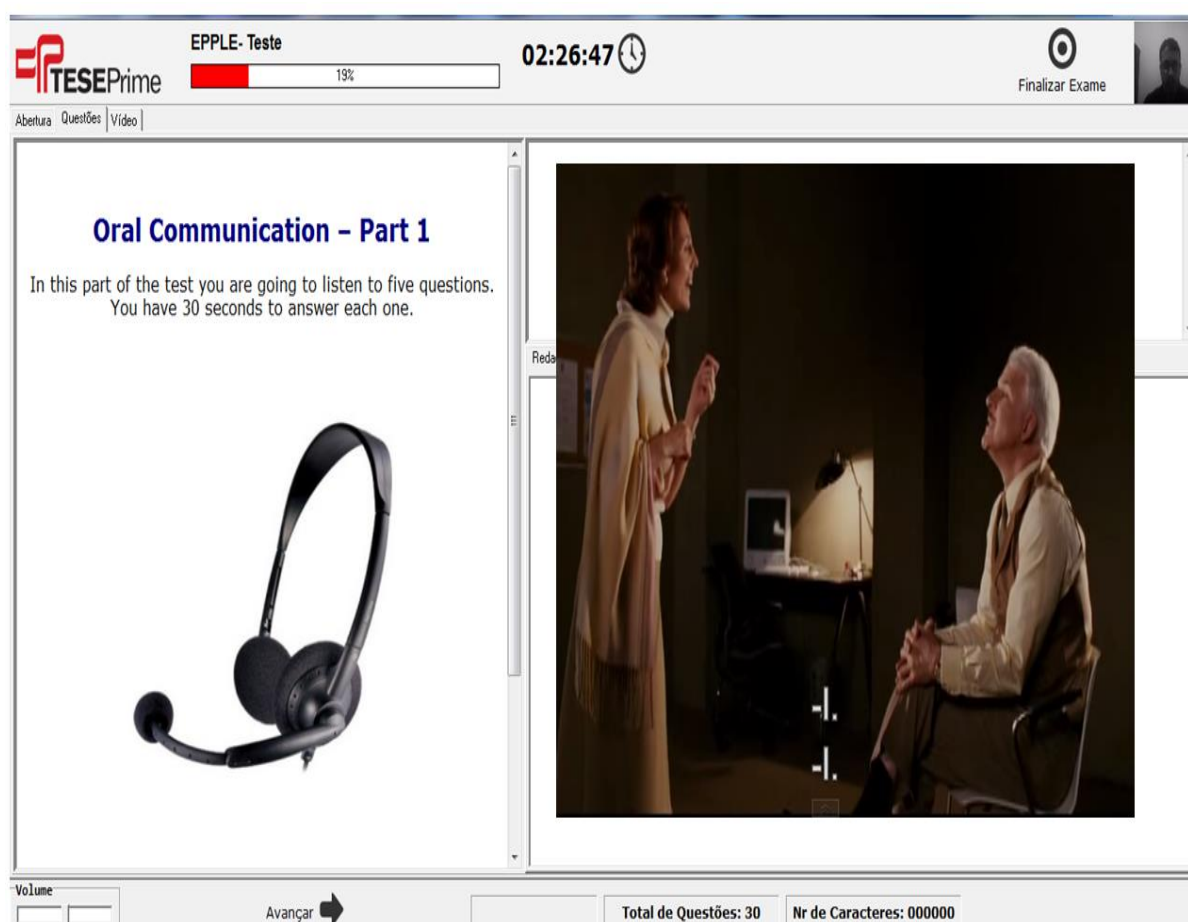 TESEPrime
EPPLE- Teste
19%
02:26:47
Finalizar Exame
Abertura Questões Vídeo
Oral Communication – Part 1
In this part of the test you are going to listen to five questions.
You have 30 seconds to answer each one.
Reda
-I.
-I.
Volume
Avançar
Total de Questões: 30
Nr de Caracteres: 000000